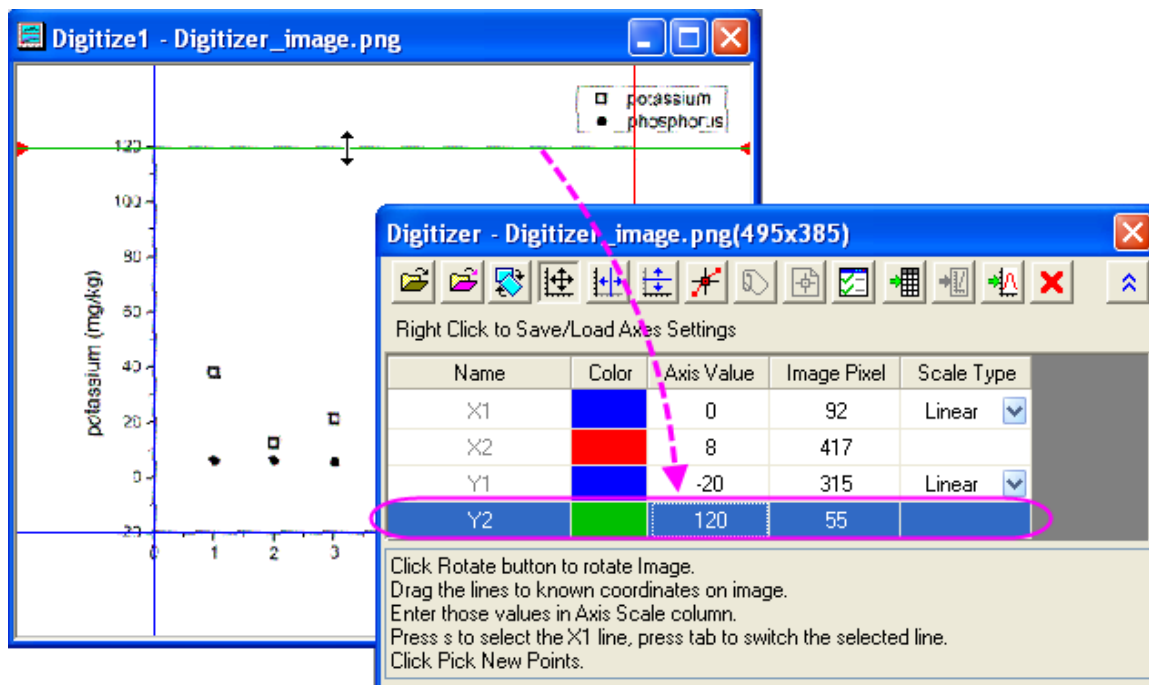 Digitize1 - Digitizer_image.png
potassium
phosphorus
120
100
80
60
40
20
0
-20
potassium (mg/kg)
0 1 2 3
Digitizer - Digitizer_image.png(495x385)
Right Click to Save/Load Axes Settings
Name Color Axis Value Image Pixel Scale Type
X1 0 92 Linear
X2 8 417
Y1 -20 315 Linear
Y2 120 55
Click Rotate button to rotate Image.
Drag the lines to known coordinates on image.
Enter those values in Axis Scale column.
Press s to select the X1 line, press tab to switch the selected line.
Click Pick New Points.